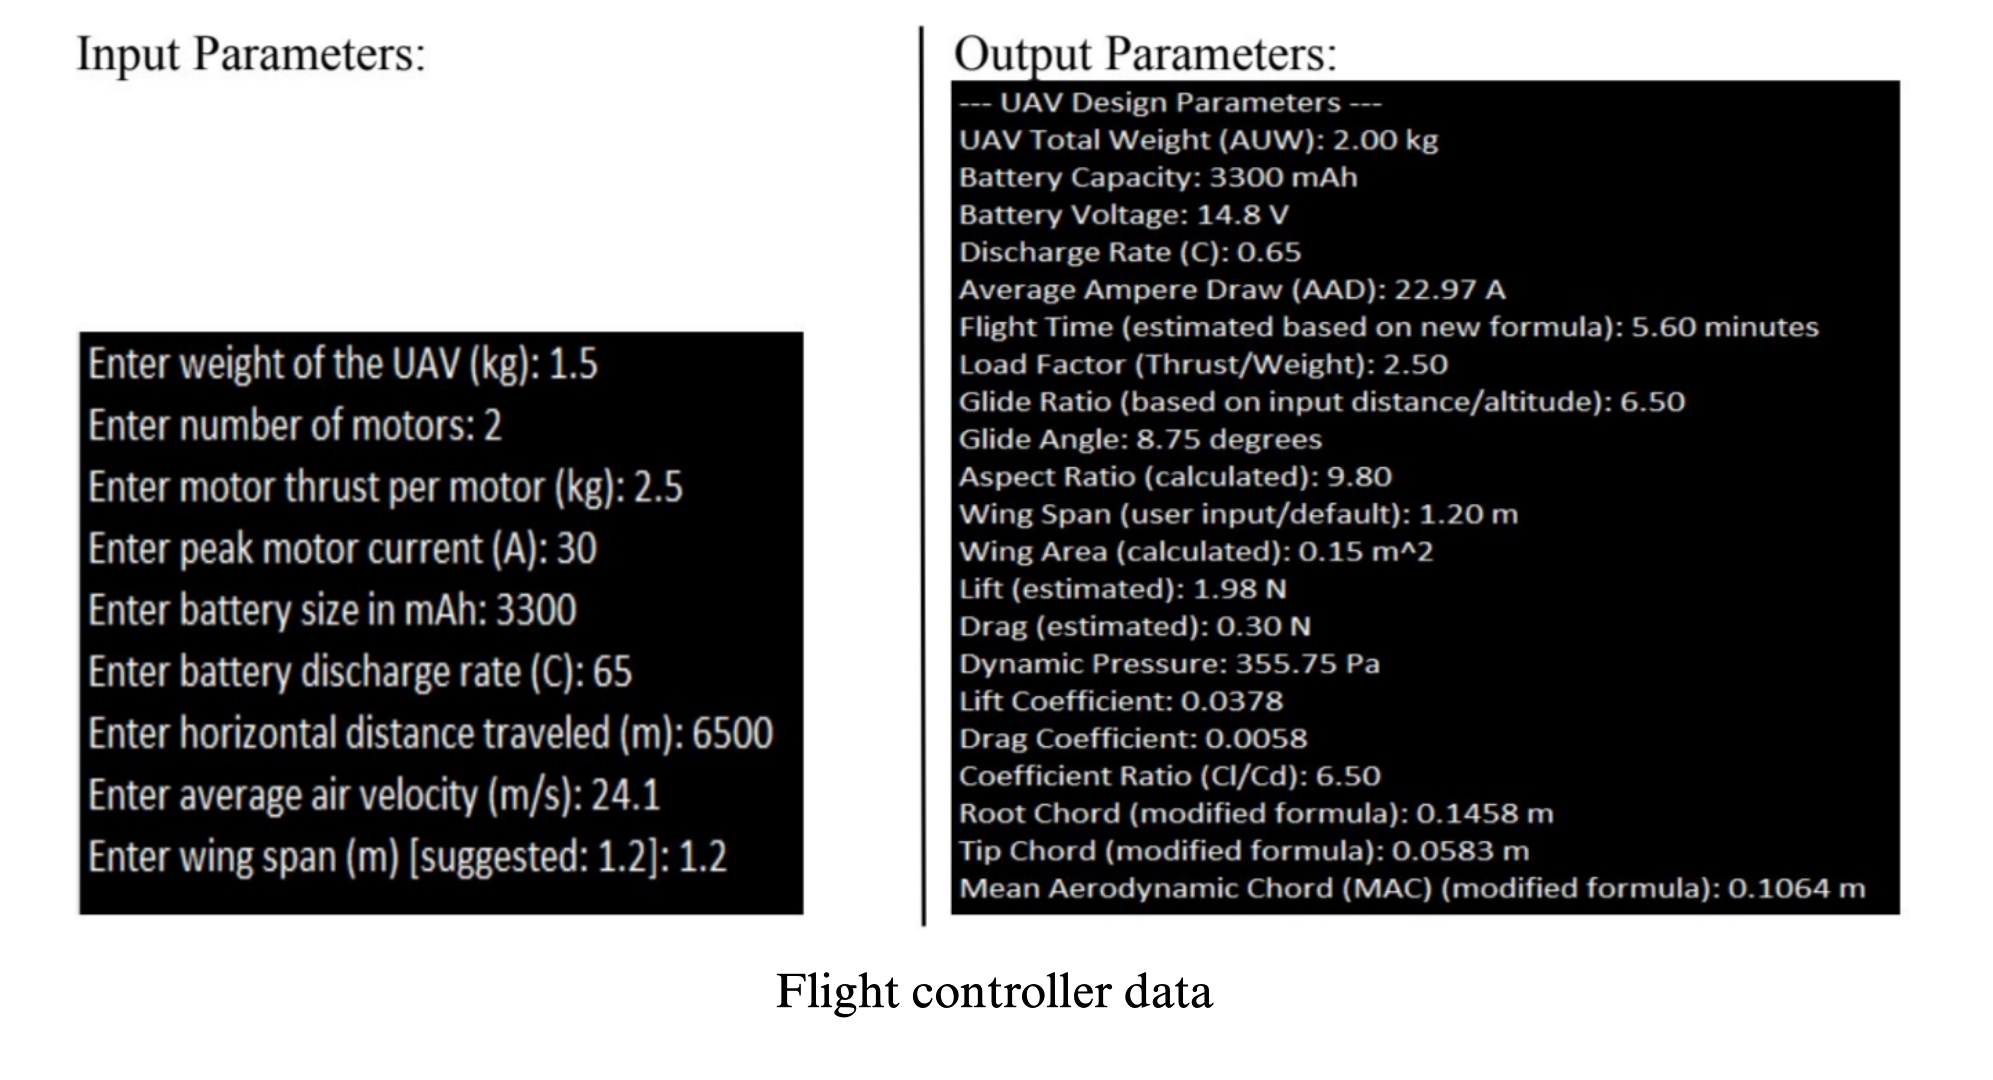 Input Parameters:
Enter weight of the UAV (kg): 1.5
Enter number of motors: 2
Enter motor thrust per motor (kg): 2.5
Enter peak motor current (A): 30
Enter battery size in mAh: 3300
Enter battery discharge rate (C): 65
Enter horizontal distance traveled (m): 6500
Enter average air velocity (m/s): 24.1
Enter wing span (m) [suggested: 1.2]: 1.2
Output Parameters:
--- UAV Design Parameters ---
UAV Total Weight (AUW): 2.00 kg
Battery Capacity: 3300 mAh
Battery Voltage: 14.8 V
Discharge Rate (C): 0.65
Average Ampere Draw (AAD): 22.97 A
Flight Time (estimated based on new formula): 5.60 minutes
Load Factor (Thrust/Weight): 2.50
Glide Ratio (based on input distance/altitude): 6.50
Glide Angle: 8.75 degrees
Aspect Ratio (calculated): 9.80
Wing Span (user input/default): 1.20 m
Wing Area (calculated): 0.15 m^2
Lift (estimated): 1.98 N
Drag (estimated): 0.30 N
Dynamic Pressure: 355.75 Pa
Lift Coefficient: 0.0378
Drag Coefficient: 0.0058
Coefficient Ratio (Cl/Cd): 6.50
Root Chord (modified formula): 0.1458 m
Tip Chord (modified formula): 0.0583 m
Mean Aerodynamic Chord (MAC) (modified formula): 0.1064 m
Flight controller data